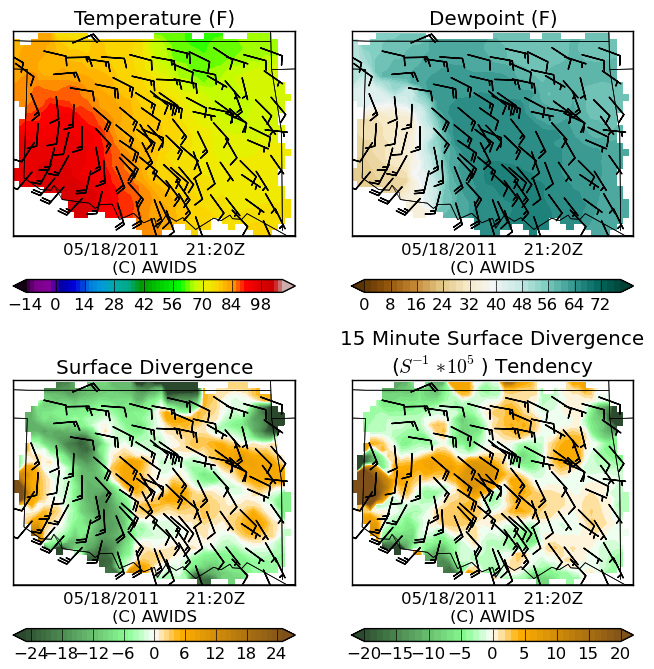 Temperature (F)
Dewpoint (F)
05/18/2011 21:20Z
(C) AWIDS
05/18/2011 21:20Z
(C) AWIDS
−14 0 14 28 42 56 70 84 98
0 8 16 24 32 40 48 56 64 72
Surface Divergence
15 Minute Surface Divergence
(S^{-1} *10^5 ) Tendency
05/18/2011 21:20Z
(C) AWIDS
05/18/2011 21:20Z
(C) AWIDS
−24 −18 −12 −6 0 6 12 18 24
−20 −15 −10 −5 0 5 10 15 20